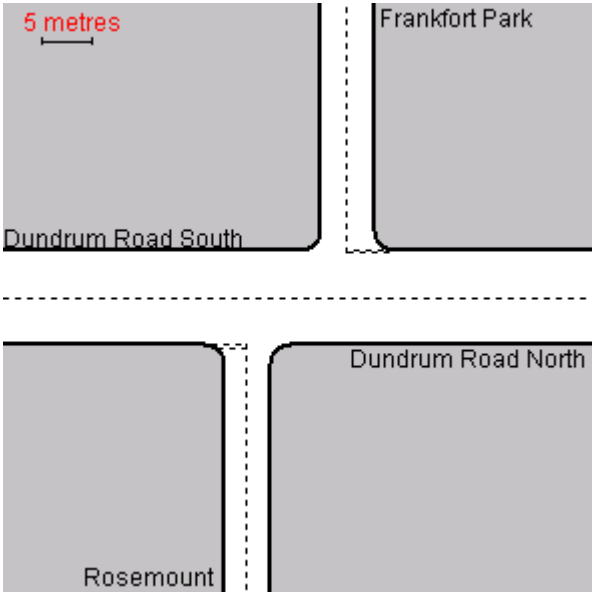 5 metres
Frankfort Park
Dundrum Road South
Dundrum Road North
Rosemount